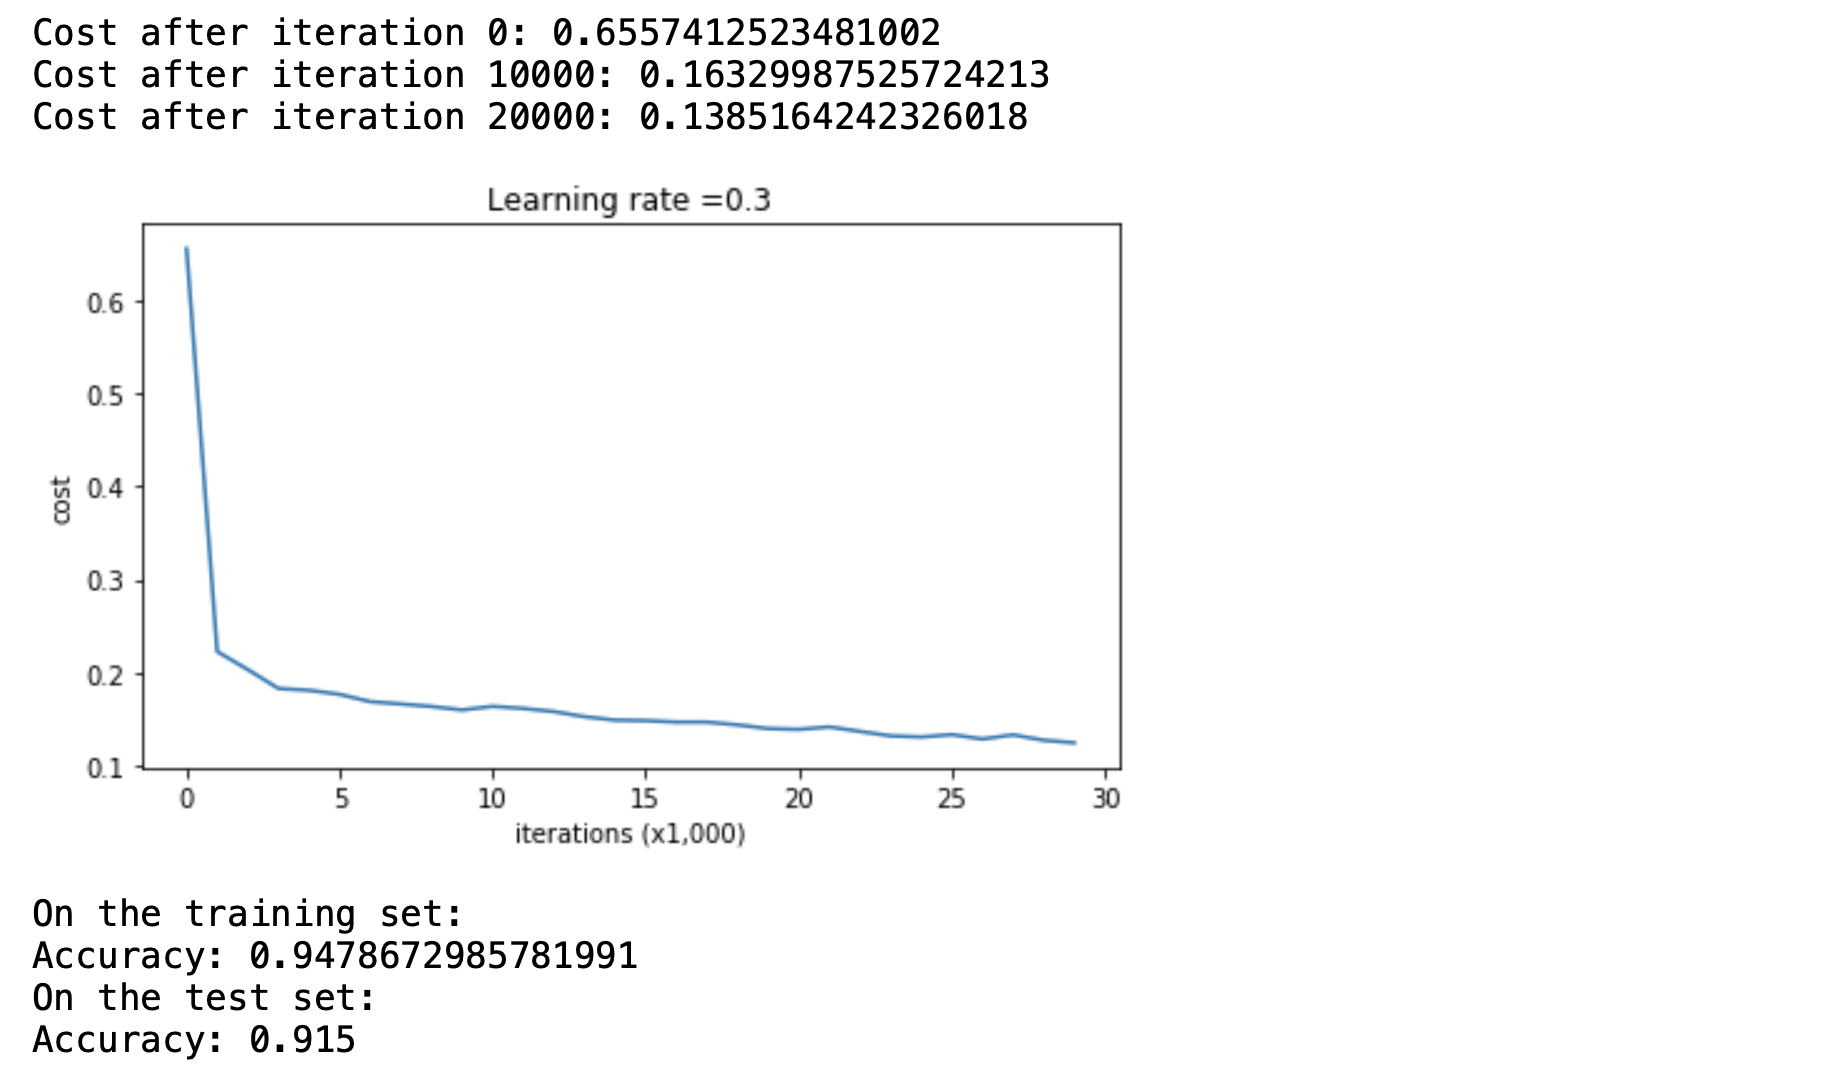 Cost after iteration 0: 0.6557412523481002
Cost after iteration 10000: 0.16329987525724213
Cost after iteration 20000: 0.1385164242326018
Learning rate =0.3
0.6
0.5
0.4
0.3
0.2
0.1
cost
0 5 10 15 20 25 30
iterations (x1,000)
On the training set:
Accuracy: 0.9478672985781991
On the test set:
Accuracy: 0.915